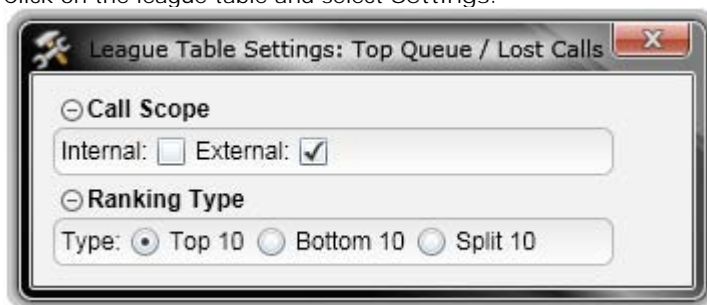 Click on the league table and select Settings.
League Table Settings: Top Queue / Lost Calls
Call Scope
Internal: External:
Ranking Type
Type: Top 10 Bottom 10 Split 10